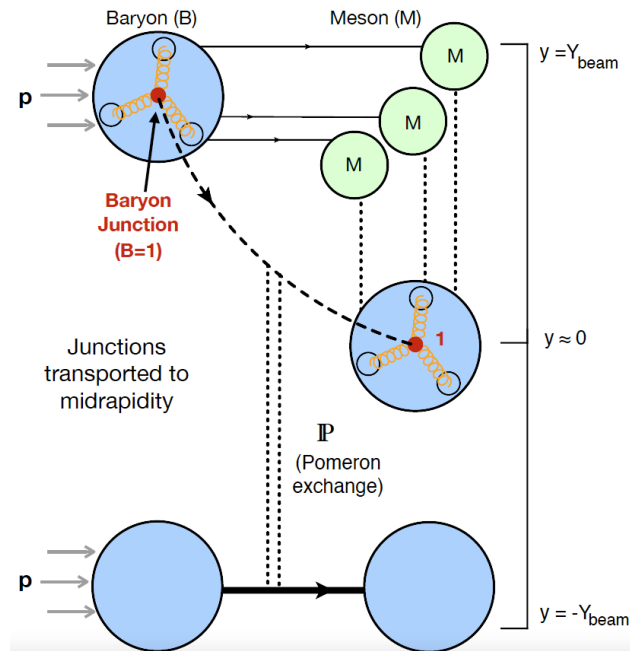 Baryon (B)
Meson (M)
p
M
M
M
y =Y_beam
Baryon
Junction
(B=1)
1
y ≈ 0
Junctions
transported to
midrapidity
ℙ
(Pomeron
exchange)
p
y = -Y_beam